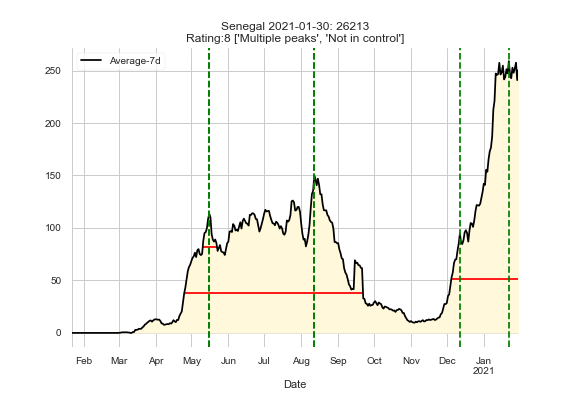 Senegal 2021-01-30: 26213
Rating:8 ['Multiple peaks', 'Not in control']
Average-7d
250
200
150
100
50
0
Feb Mar Apr May Jun Jul Aug Sep Oct Nov Dec Jan
2021
Date